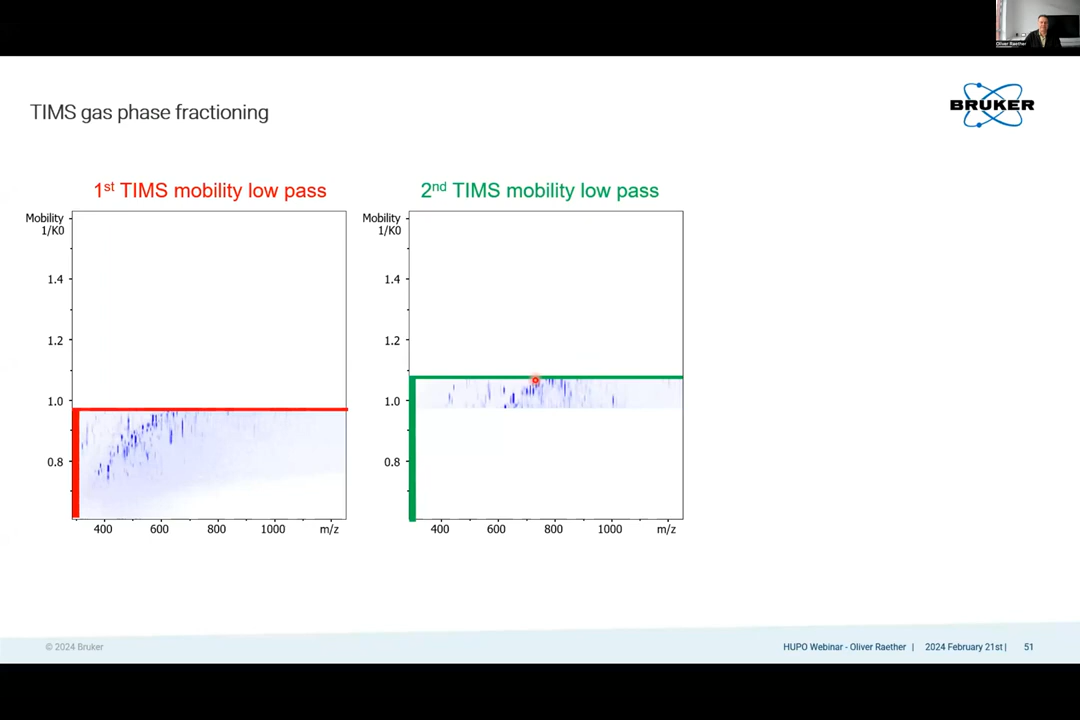 Oliver Raether
TIMS gas phase fractioning
BRUKER
1st TIMS mobility low pass
2nd TIMS mobility low pass
Mobility
1/K0
1.4
1.2
1.0
0.8
400 600 800 1000 m/z
Mobility
1/K0
1.4
1.2
1.0
0.8
400 600 800 1000 m/z
© 2024 Bruker
HUPO Webinar - Oliver Raether | 2024 February 21st | 51